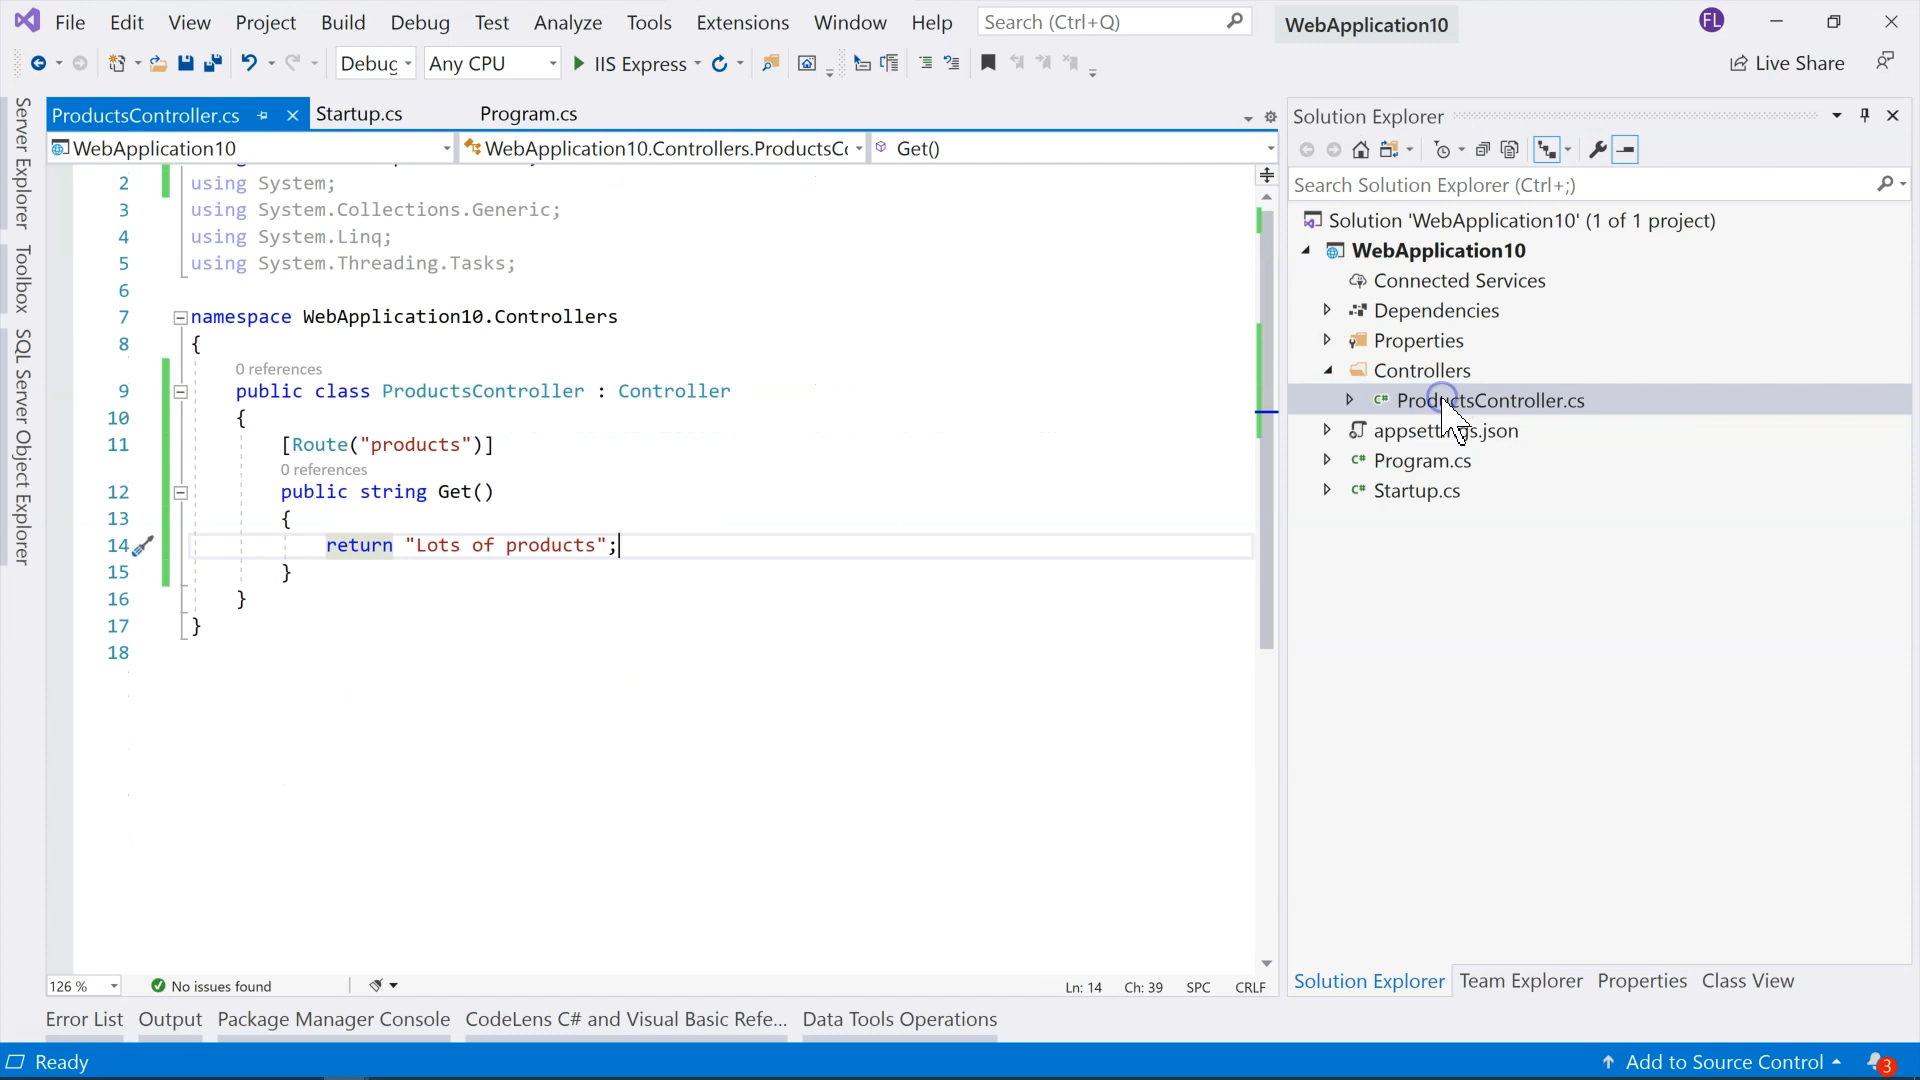 File Edit View Project Build Debug Test Analyze Tools Extensions Window Help Search (Ctrl+Q) WebApplication10 FL
Debug Any CPU IIS Express Live Share
Server Explorer
Toolbox
SQL Server Object Explorer
ProductsController.cs Startup.cs Program.cs
WebApplication10 WebApplication10.Controllers.ProductsCo Get()
2 using System;
3 using System.Collections.Generic;
4 using System.Linq;
5 using System.Threading.Tasks;
6
7 namespace WebApplication10.Controllers
8 {
0 references
9 public class ProductsController : Controller
10 {
11 [Route("products")]
0 references
12 public string Get()
13 {
14 return "Lots of products";
15 }
16 }
17 }
18
126 % No issues found Ln: 14 Ch: 39 SPC CRLF
Solution Explorer
Search Solution Explorer (Ctrl+;)
Solution 'WebApplication10' (1 of 1 project)
WebApplication10
Connected Services
Dependencies
Properties
Controllers
C# ProductsController.cs
appsettings.json
C# Program.cs
C# Startup.cs
Solution Explorer Team Explorer Properties Class View
Error List Output Package Manager Console CodeLens C# and Visual Basic Refe... Data Tools Operations
Ready Add to Source Control 3